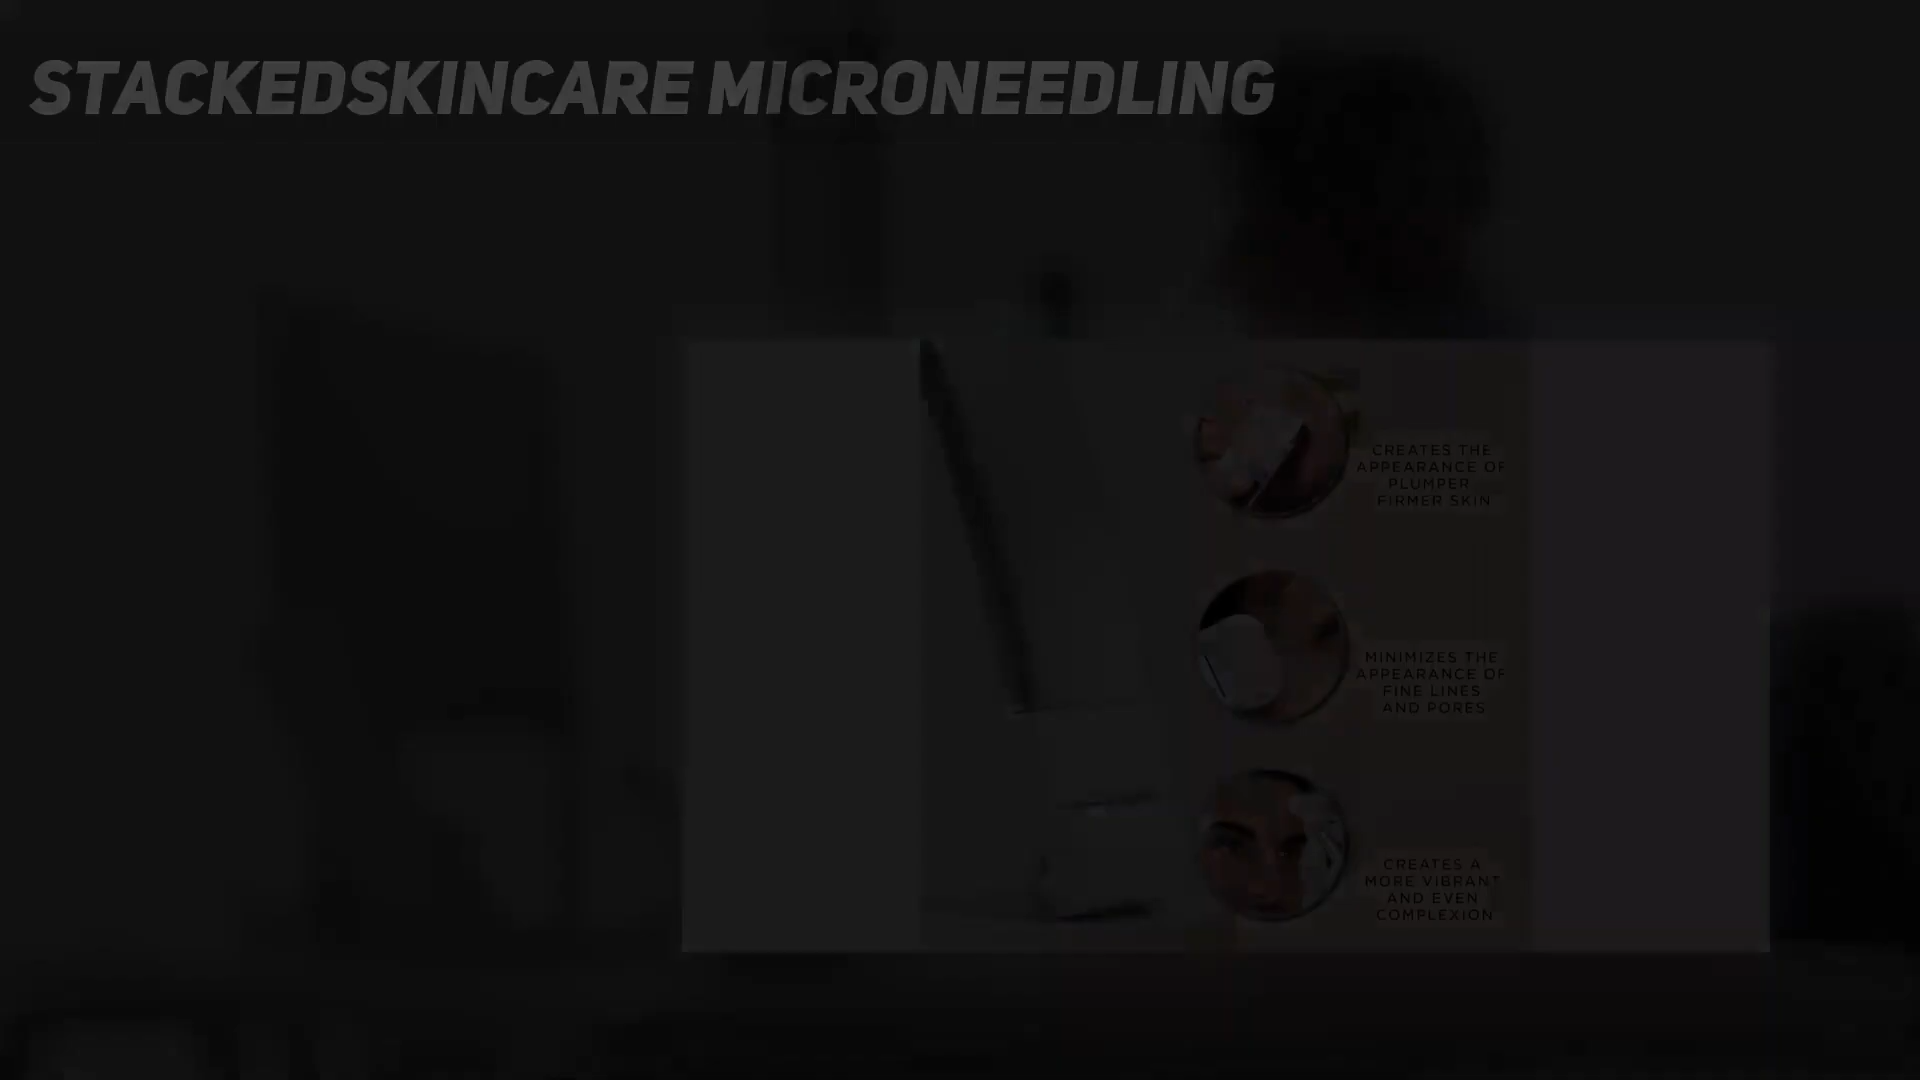 STACKEDSKINCARE MICRONEEDLING
CREATES THE
APPEARANCE OF
PLUMPER
FIRMER SKIN
MINIMIZES THE
APPEARANCE OF
FINE LINES
AND PORES
CREATES A
MORE VIBRANT
AND EVEN
COMPLEXION